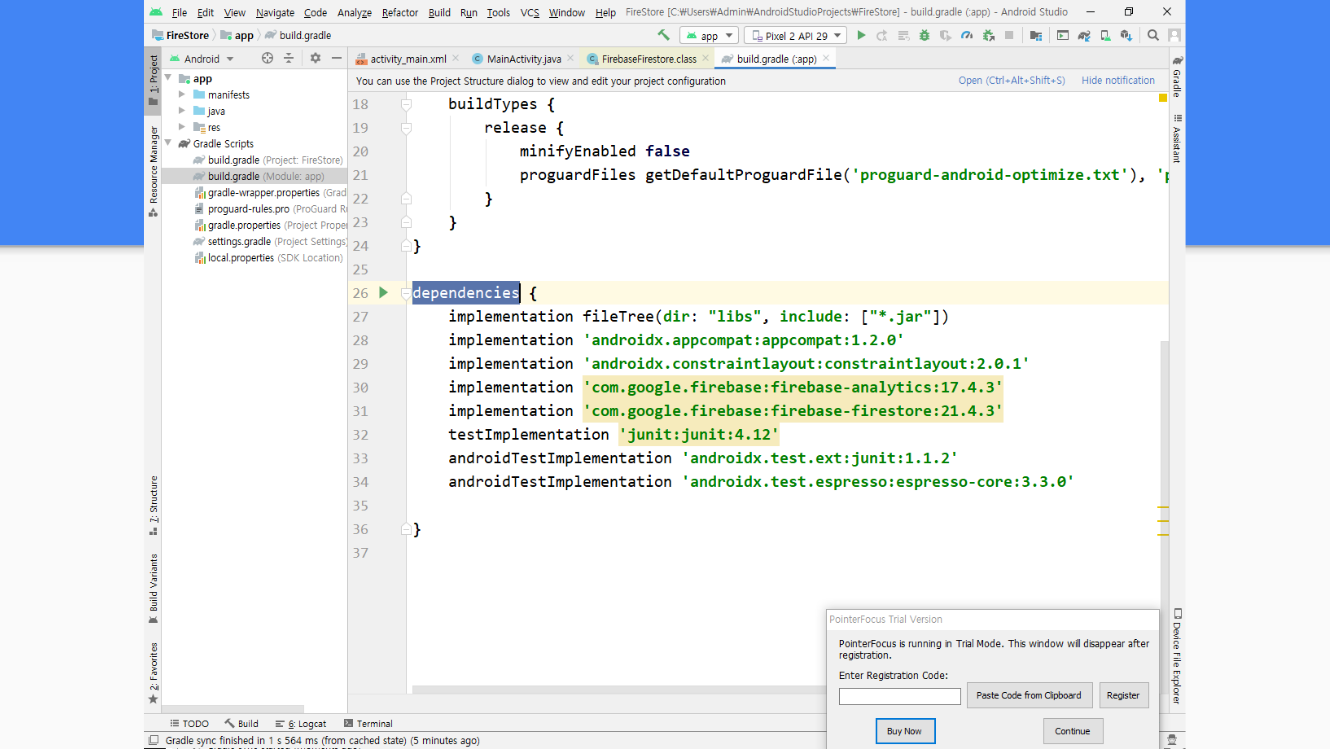 File Edit View Navigate Code Analyze Refactor Build Run Tools VCS Window Help FireStore [C:₩Users₩Admin₩AndroidStudioProjects₩FireStore] - build.gradle (:app) - Android Studio
FireStore app build.gradle
app Pixel 2 API 29
1: Project
Resource Manager
7: Structure
Build Variants
2: Favorites
Android
app
manifests
java
res
Gradle Scripts
build.gradle (Project: FireStore)
build.gradle (Module: app)
gradle-wrapper.properties (Grad
proguard-rules.pro (ProGuard Ru
gradle.properties (Project Proper
settings.gradle (Project Settings)
local.properties (SDK Location)
activity_main.xml MainActivity.java FirebaseFirestore.class build.gradle (:app)
You can use the Project Structure dialog to view and edit your project configuration Open (Ctrl+Alt+Shift+S) Hide notification
18 buildTypes {
19 release {
20 minifyEnabled false
21 proguardFiles getDefaultProguardFile('proguard-android-optimize.txt'), 'p
22 }
23 }
24 }
25
26 dependencies {
27 implementation fileTree(dir: "libs", include: ["*.jar"])
28 implementation 'androidx.appcompat:appcompat:1.2.0'
29 implementation 'androidx.constraintlayout:constraintlayout:2.0.1'
30 implementation 'com.google.firebase:firebase-analytics:17.4.3'
31 implementation 'com.google.firebase:firebase-firestore:21.4.3'
32 testImplementation 'junit:junit:4.12'
33 androidTestImplementation 'androidx.test.ext:junit:1.1.2'
34 androidTestImplementation 'androidx.test.espresso:espresso-core:3.3.0'
35
36 }
37
Gradle
Assistant
Device File Explorer
PointerFocus Trial Version
PointerFocus is running in Trial Mode. This window will disappear after
registration.
Enter Registration Code:
Paste Code from Clipboard Register
Buy Now Continue
TODO Build 6: Logcat Terminal
Gradle sync finished in 1 s 564 ms (from cached state) (5 minutes ago)